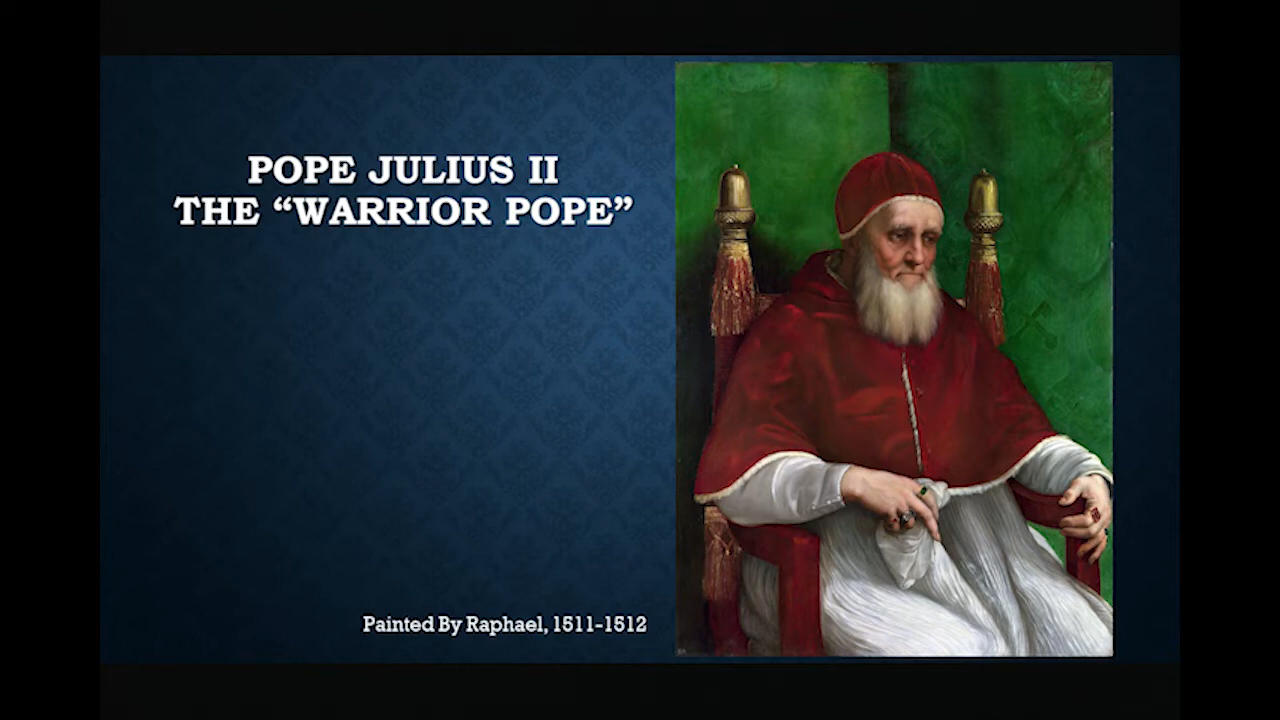 POPE JULIUS II
THE “WARRIOR POPE”
Painted By Raphael, 1511-1512